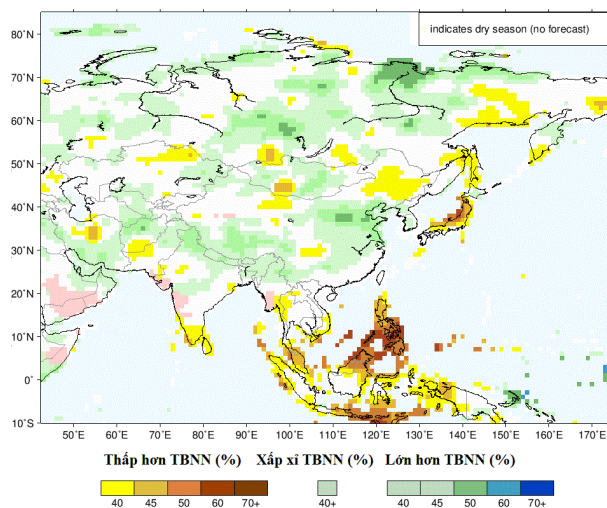 indicates dry season (no forecast)
80˚N
70˚N
60˚N
50˚N
40˚N
30˚N
20˚N
10˚N
0˚
10˚S
50˚E 60˚E 70˚E 80˚E 90˚E 100˚E 110˚E 120˚E 130˚E 140˚E 150˚E 160˚E 170˚E
Thấp hơn TBNN (%) Xấp xỉ TBNN (%) Lớn hơn TBNN (%)
40 45 50 60 70+ 40+ 40 45 50 60 70+